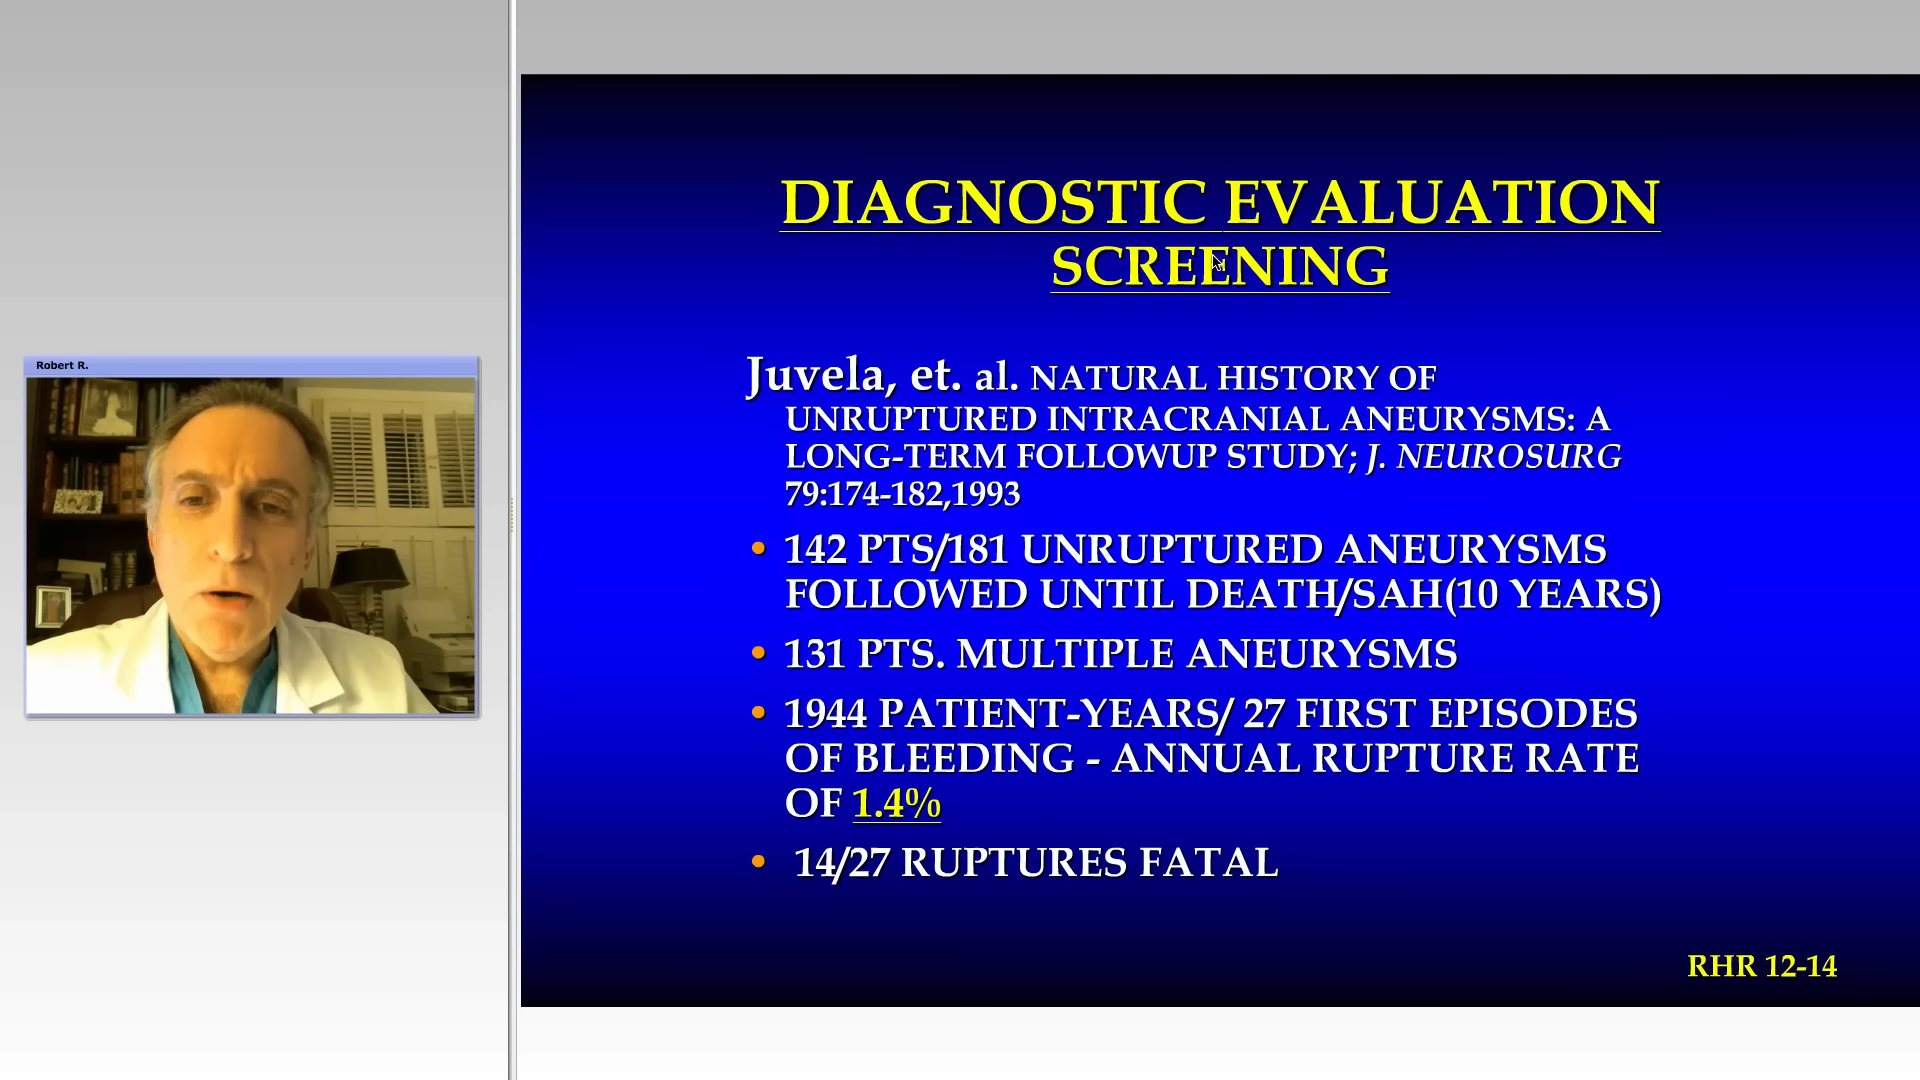 Robert R.
DIAGNOSTIC EVALUATION
SCREENING
Juvela, et. al. NATURAL HISTORY OF
UNRUPTURED INTRACRANIAL ANEURYSMS: A
LONG-TERM FOLLOWUP STUDY; J. NEUROSURG
79:174-182,1993
• 142 PTS/181 UNRUPTURED ANEURYSMS
FOLLOWED UNTIL DEATH/SAH(10 YEARS)
• 131 PTS. MULTIPLE ANEURYSMS
• 1944 PATIENT-YEARS/ 27 FIRST EPISODES
OF BLEEDING - ANNUAL RUPTURE RATE
OF 1.4%
• 14/27 RUPTURES FATAL
RHR 12-14